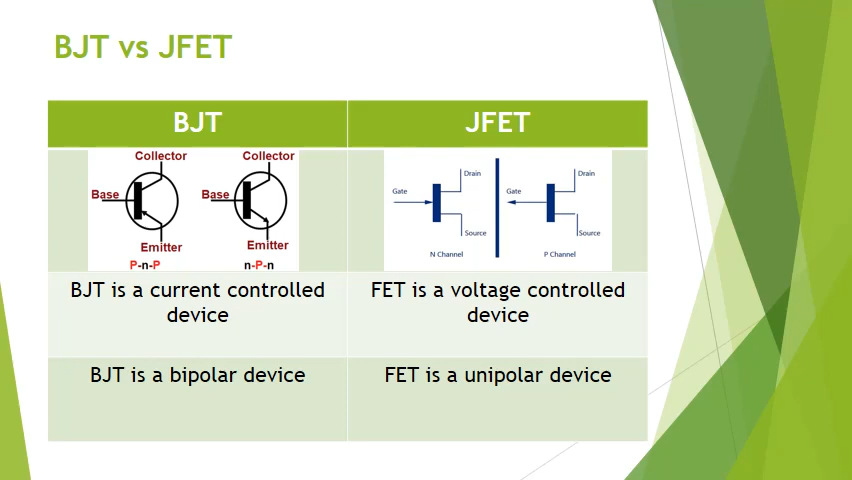 BJT vs JFET
BJT
JFET
Collector
Collector
Base
Base
Emitter
Emitter
P-n-P
n-P-n
Drain
Drain
Gate
Gate
Source
Source
N Channel
P Channel
BJT is a current controlled
device
FET is a voltage controlled
device
BJT is a bipolar device
FET is a unipolar device